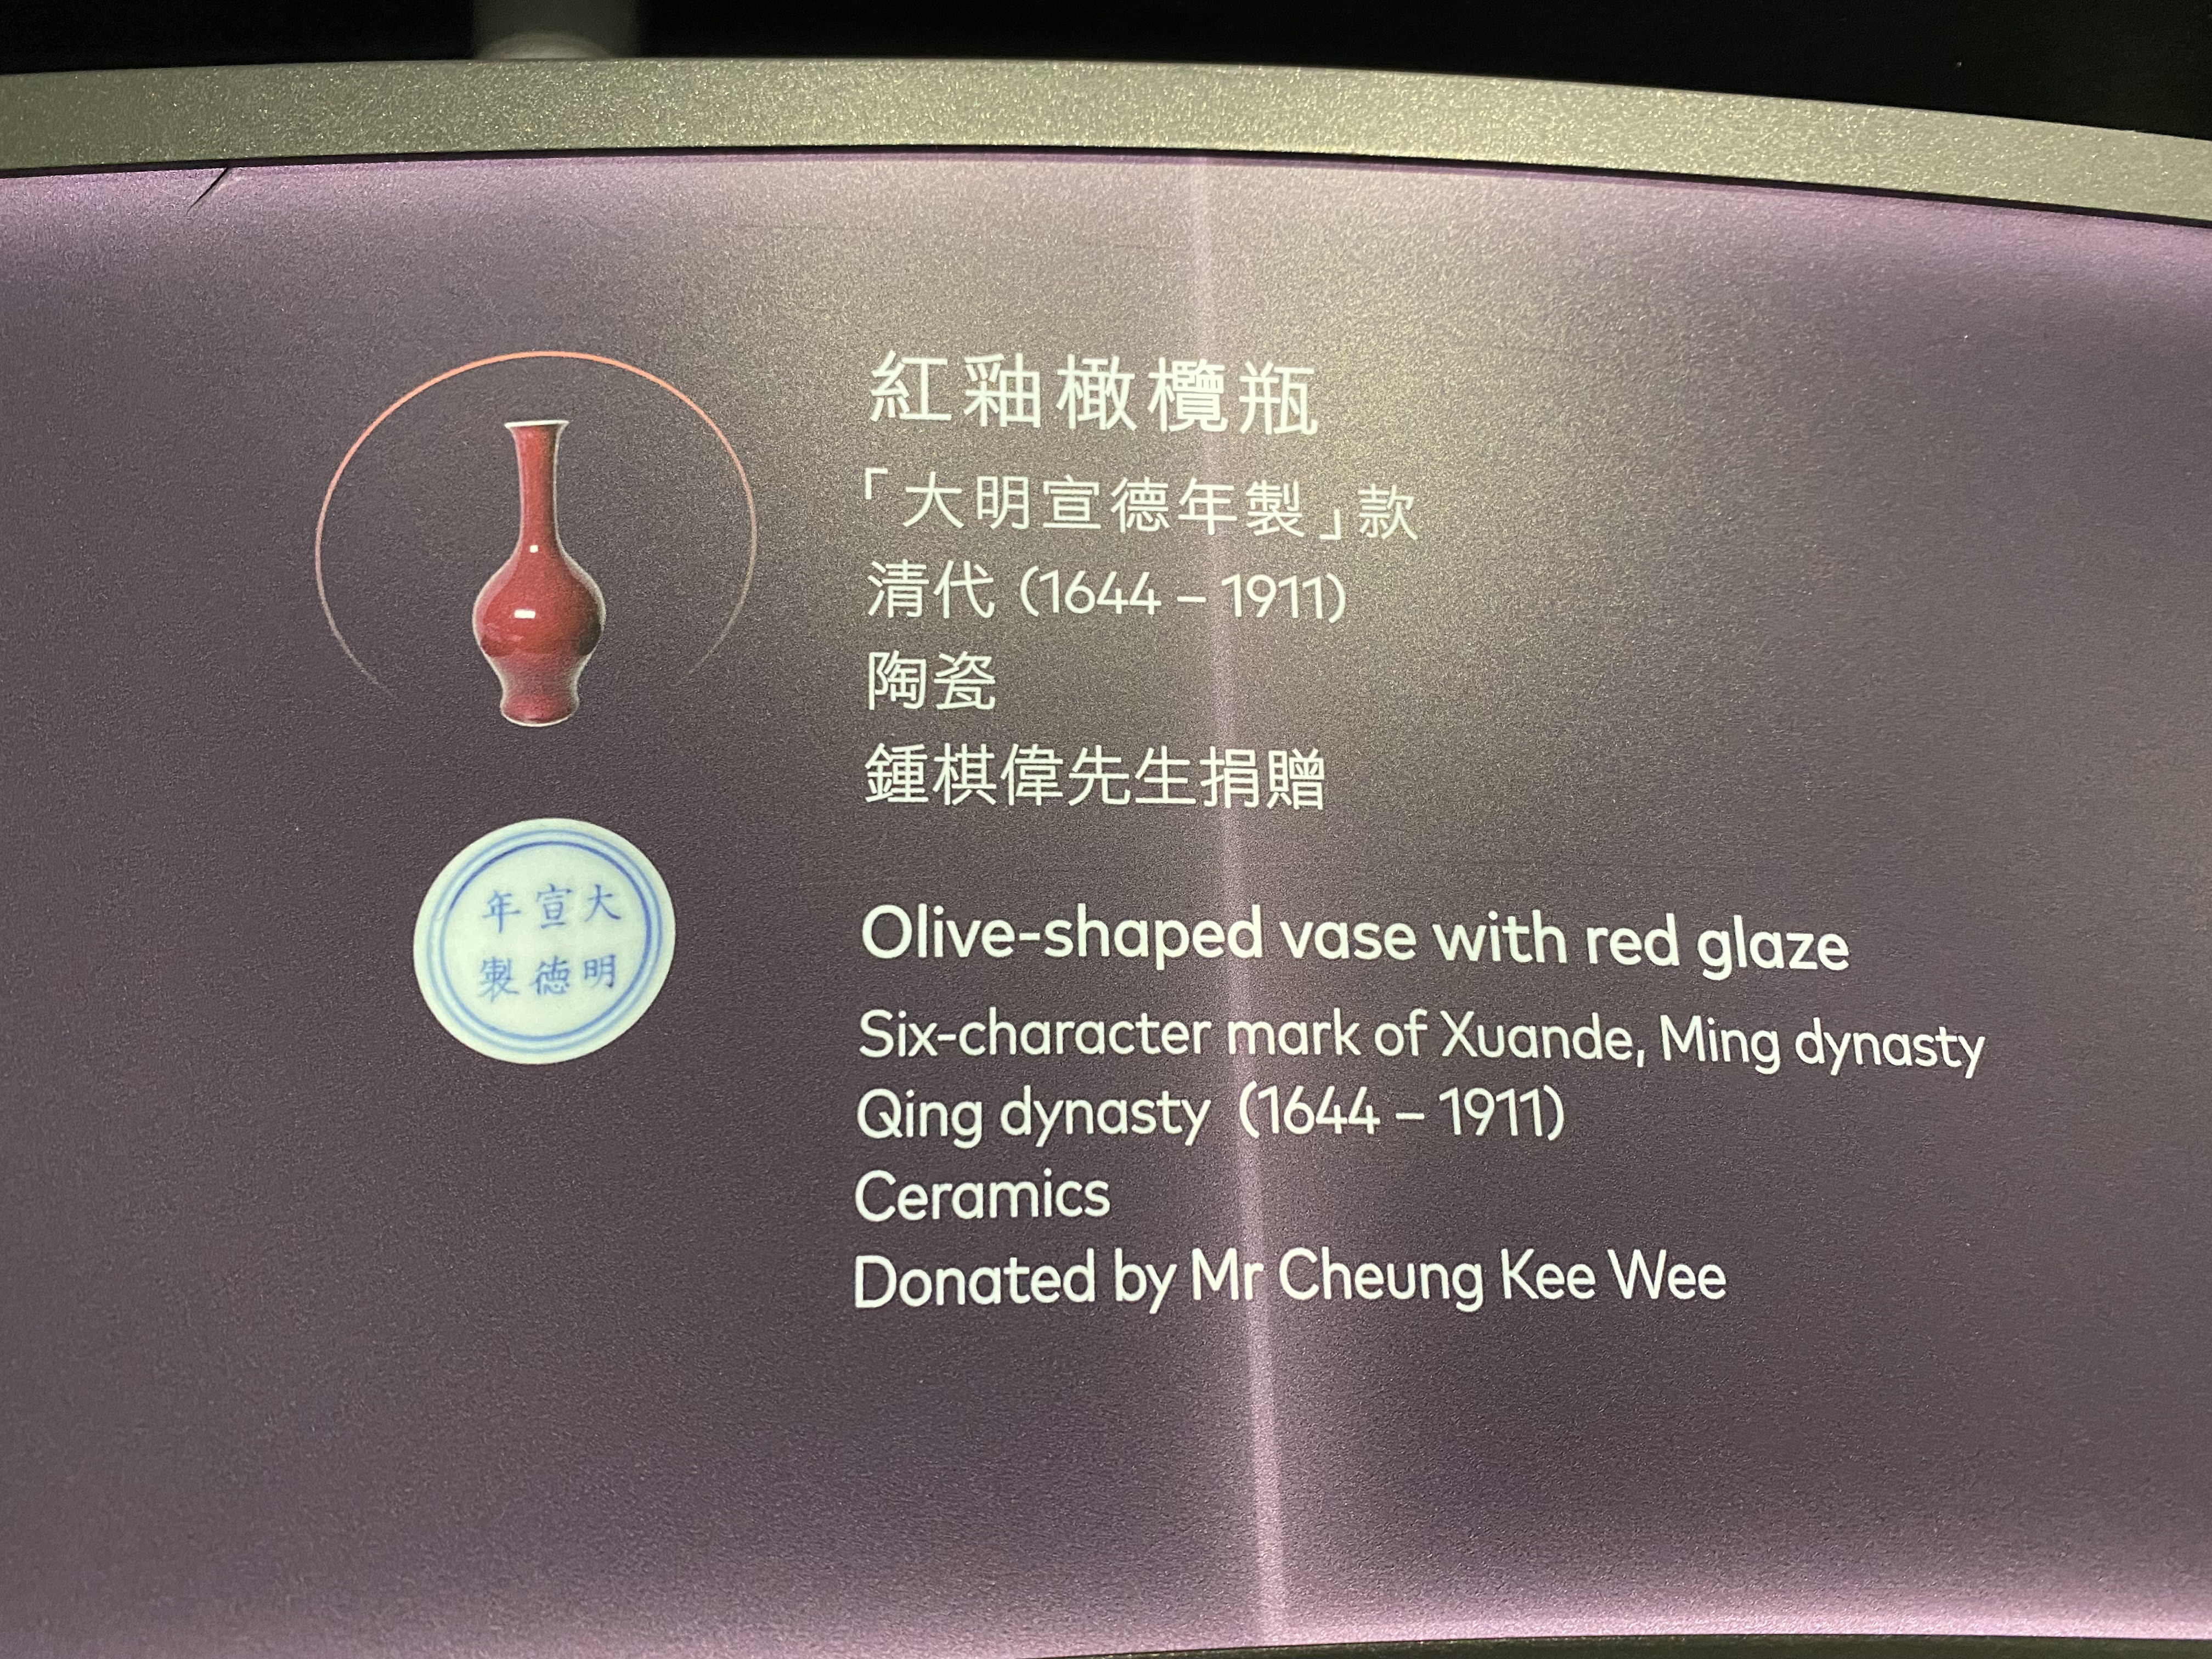 紅釉橄欖瓶
「大明宣德年製」款
清代 (1644 – 1911)
陶瓷
鍾棋偉先生捐贈
大明
宣德
年製
Olive-shaped vase with red glaze
Six-character mark of Xuande, Ming dynasty
Qing dynasty (1644 – 1911)
Ceramics
Donated by Mr Cheung Kee Wee